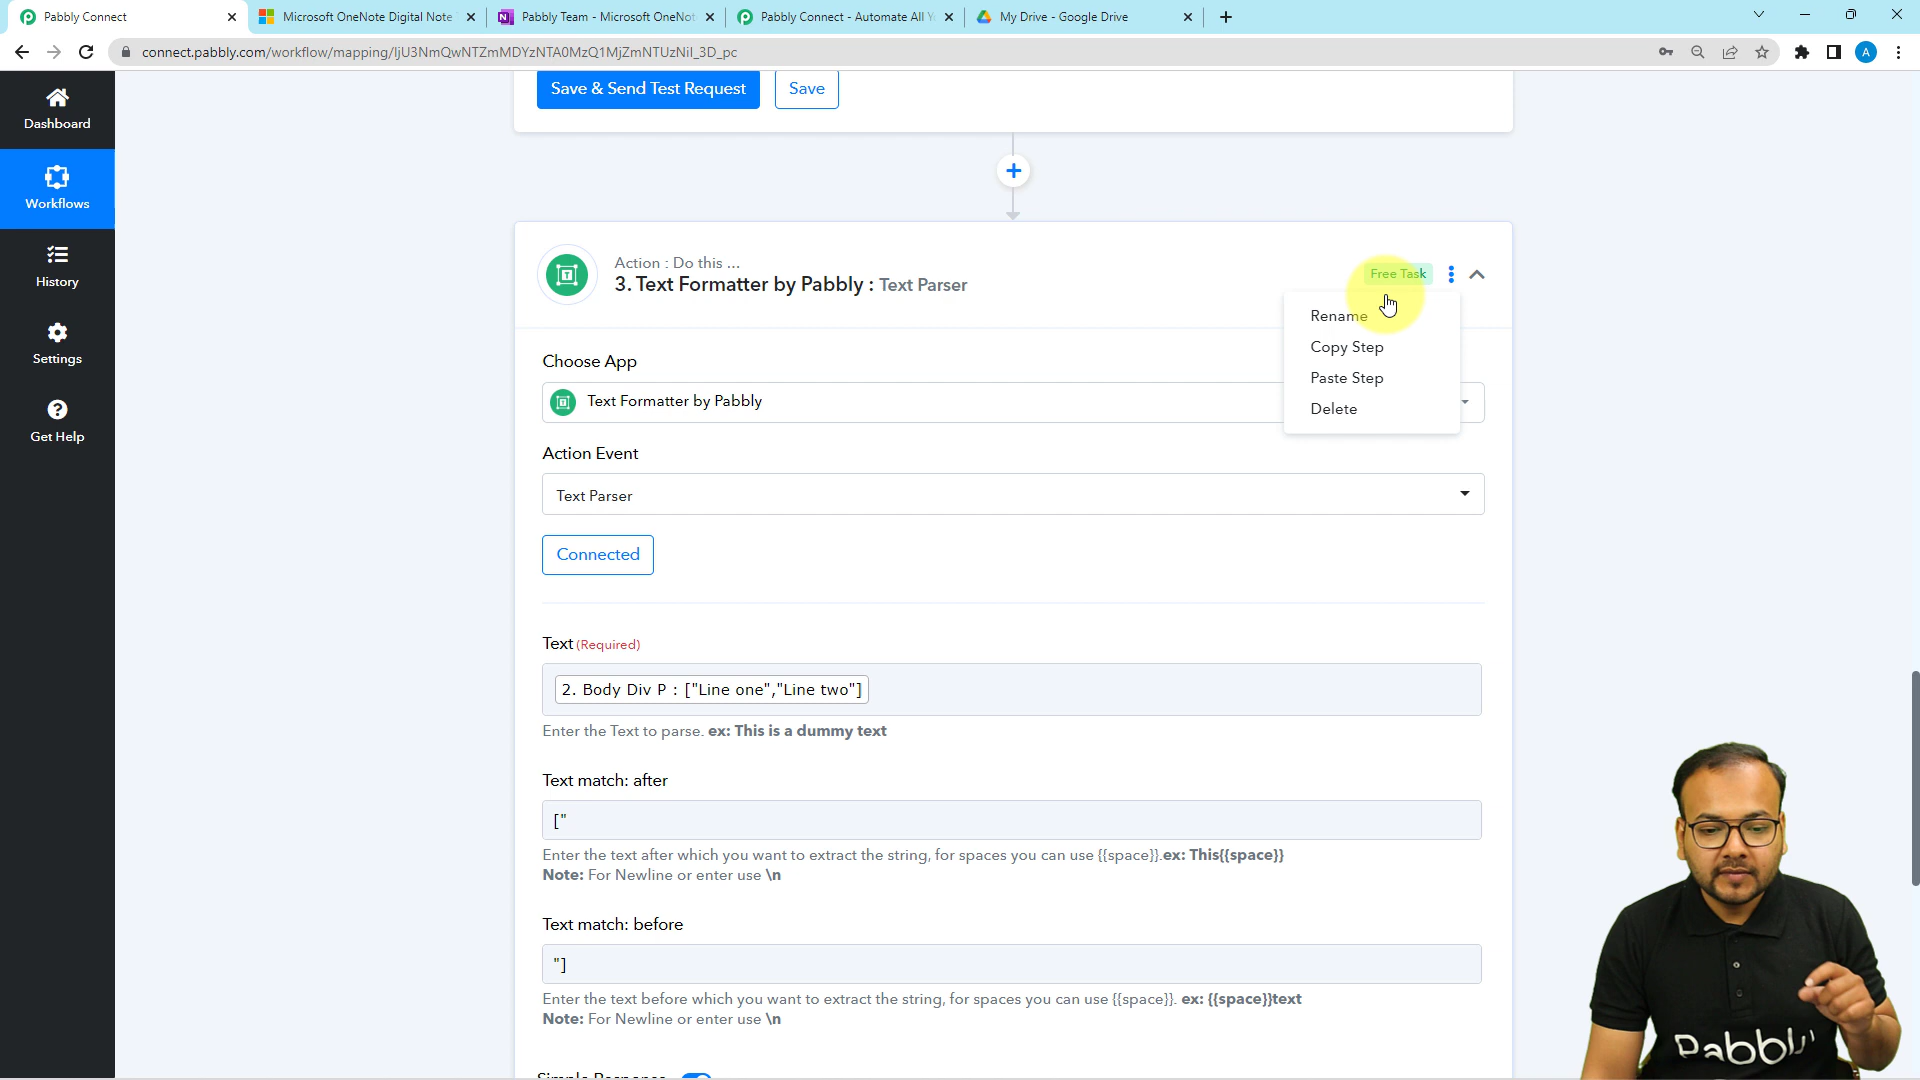 Pabbly Connect
Microsoft OneNote Digital Note
Pabbly Team - Microsoft OneNot
Pabbly Connect - Automate All Y
My Drive - Google Drive
connect.pabbly.com/workflow/mapping/IjU3NmQwNTZmMDYzNTA0MzQ1MjZmNTUzNiI_3D_pc
A
Dashboard
Workflows
History
Settings
Get Help
Save & Send Test Request
Save
Action : Do this ...
3. Text Formatter by Pabbly : Text Parser
Free Task
Rename
Copy Step
Paste Step
Delete
Choose App
Text Formatter by Pabbly
Action Event
Text Parser
Connected
Text (Required)
2. Body Div P : ["Line one","Line two"]
Enter the Text to parse. ex: This is a dummy text
Text match: after
["
Enter the text after which you want to extract the string, for spaces you can use {{space}}.ex: This{{space}}
Note: For Newline or enter use \n
Text match: before
"]
Enter the text before which you want to extract the string, for spaces you can use {{space}}. ex: {{space}}text
Note: For Newline or enter use \n
Simple Response
Pabbly